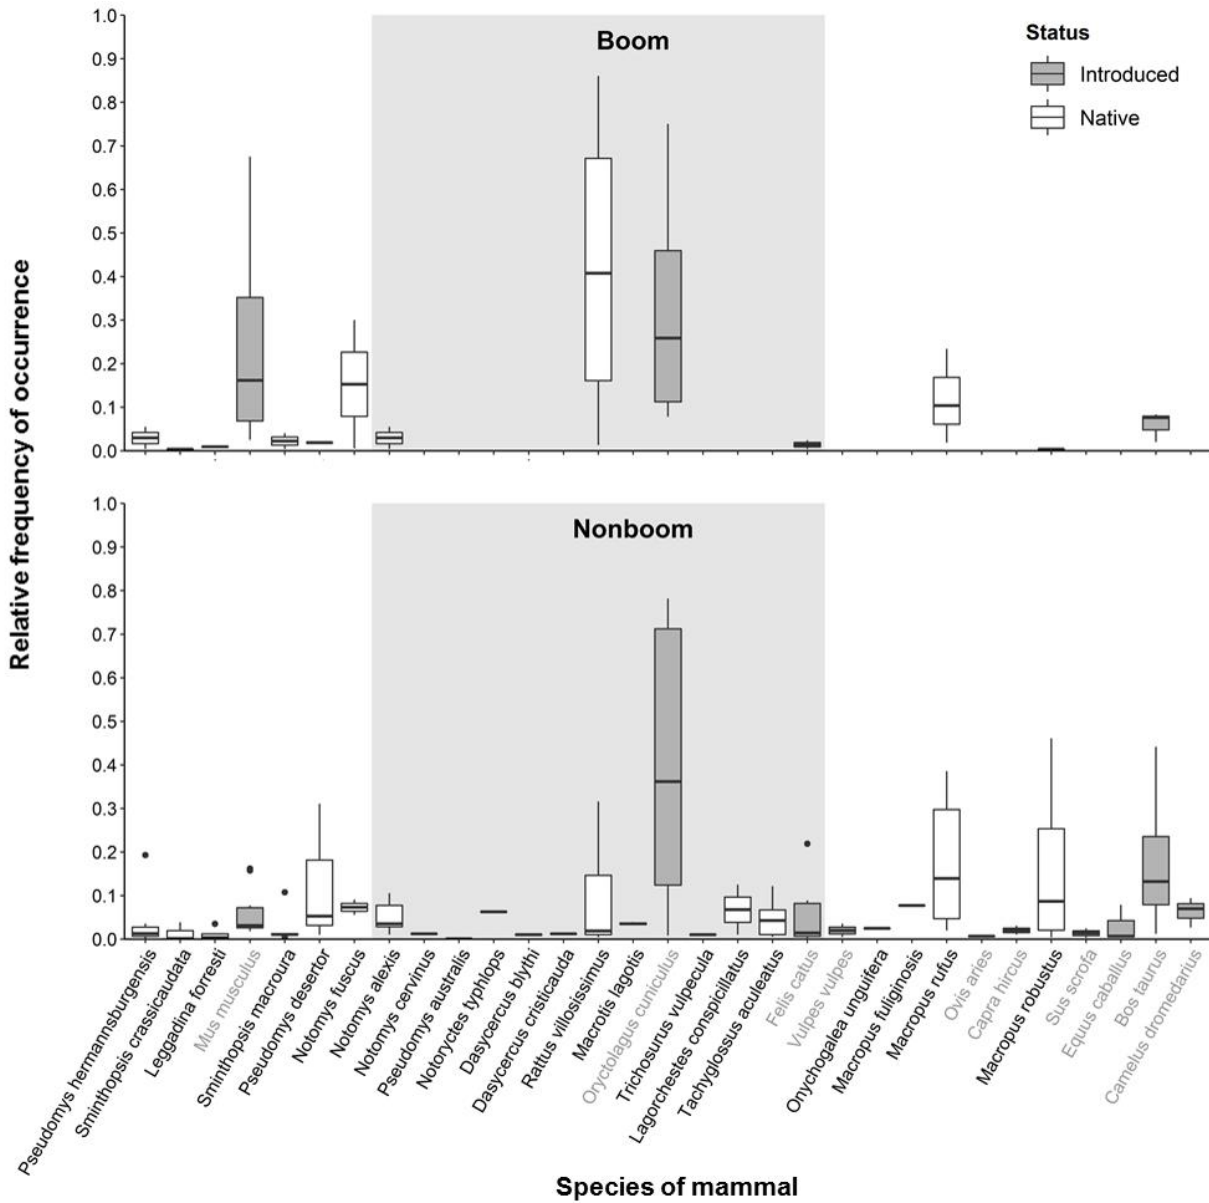 Boom
Status
Introduced
Native
1.0
0.9
0.8
0.7
0.6
0.5
0.4
0.3
0.2
0.1
0.0
Relative frequency of occurrence
Nonboom
1.0
0.9
0.8
0.7
0.6
0.5
0.4
0.3
0.2
0.1
0.0
Pseudomys hermannsburgensis
Sminthopsis crassicaudata
Leggadina forresti
Mus musculus
Sminthopsis macroura
Pseudomys desertor
Notomys fuscus
Notomys alexis
Notomys cervinus
Pseudomys australis
Notoryctes typhlops
Dasycercus blythi
Dasycercus cristicauda
Rattus villosissimus
Macrotis lagotis
Oryctolagus cuniculus
Trichosurus vulpecula
Lagorchestes conspicillatus
Tachyglossus aculeatus
Felis catus
Vulpes vulpes
Onychogalea unguifera
Macropus fuliginosis
Macropus rufus
Ovis aries
Capra hircus
Macropus robustus
Sus scrofa
Equus caballus
Bos taurus
Camelus dromedarius
Species of mammal